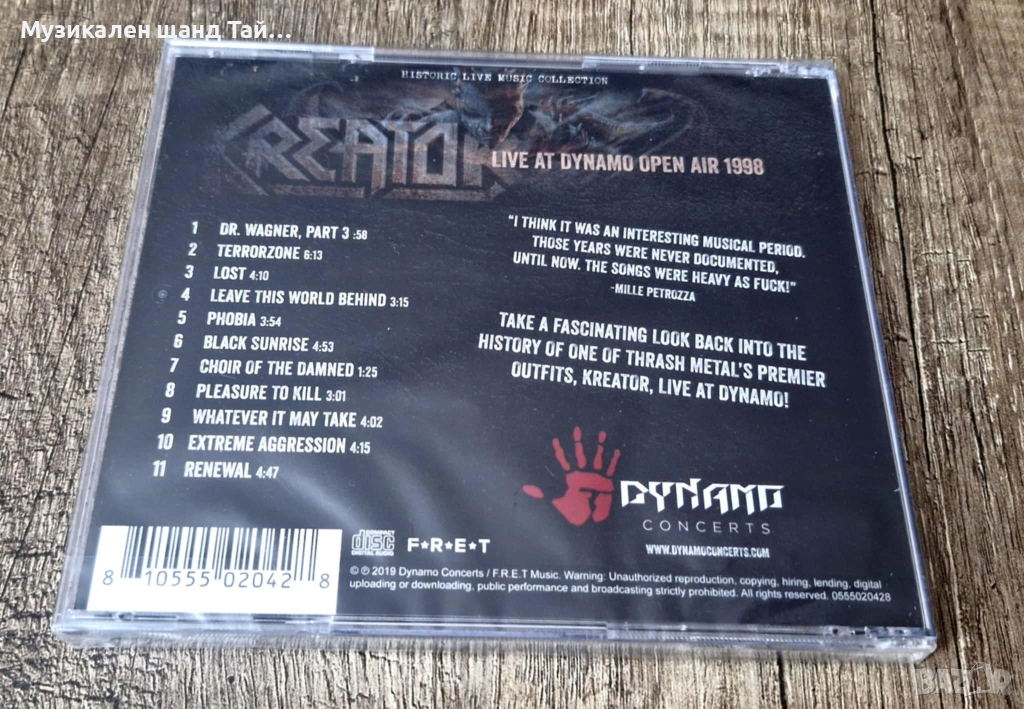 Музикален щанд Тай...
HISTORIC LIVE MUSIC COLLECTION
KREATOR
LIVE AT DYNAMO OPEN AIR 1998
1 DR. WAGNER, PART 3 :58
2 TERRORZONE 6:13
3 LOST 4:10
4 LEAVE THIS WORLD BEHIND 3:15
5 PHOBIA 3:54
6 BLACK SUNRISE 4:53
7 CHOIR OF THE DAMNED 1:25
8 PLEASURE TO KILL 3:01
9 WHATEVER IT MAY TAKE 4:02
10 EXTREME AGGRESSION 4:15
11 RENEWAL 4:47
"I THINK IT WAS AN INTERESTING MUSICAL PERIOD.
THOSE YEARS WERE NEVER DOCUMENTED,
UNTIL NOW. THE SONGS WERE HEAVY AS FUCK!"
-MILLE PETROZZA
TAKE A FASCINATING LOOK BACK INTO THE
HISTORY OF ONE OF THRASH METAL'S PREMIER
OUTFITS, KREATOR, LIVE AT DYNAMO!
DYNAMO
CONCERTS
WWW.DYNAMOCONCERTS.COM
8 10555 02042 8
COMPACT
disc
DIGITAL AUDIO
F★R★E★T
© ℗ 2019 Dynamo Concerts / F.R.E.T Music. Warning: Unauthorized reproduction, copying, hiring, lending, digital
uploading or downloading, public performance and broadcasting strictly prohibited. All rights reserved. 0555020428
BAZAR